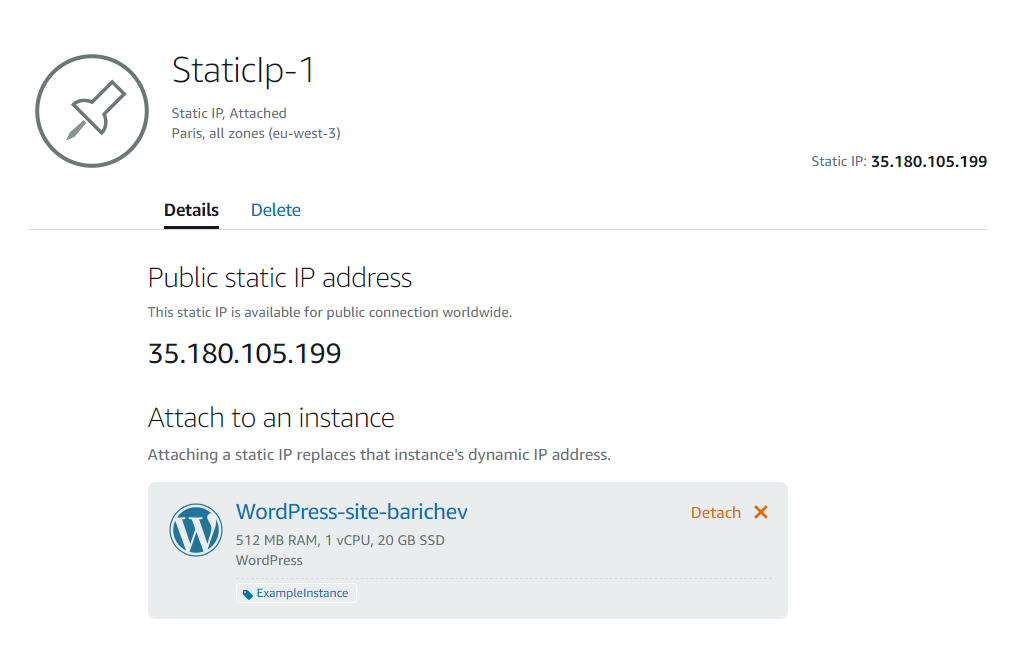 StaticIp-1
Static IP, Attached
Paris, all zones (eu-west-3)
Static IP: 35.180.105.199
Details Delete
Public static IP address
This static IP is available for public connection worldwide.
35.180.105.199
Attach to an instance
Attaching a static IP replaces that instance's dynamic IP address.
WordPress-site-barichev Detach
512 MB RAM, 1 vCPU, 20 GB SSD
WordPress
ExampleInstance